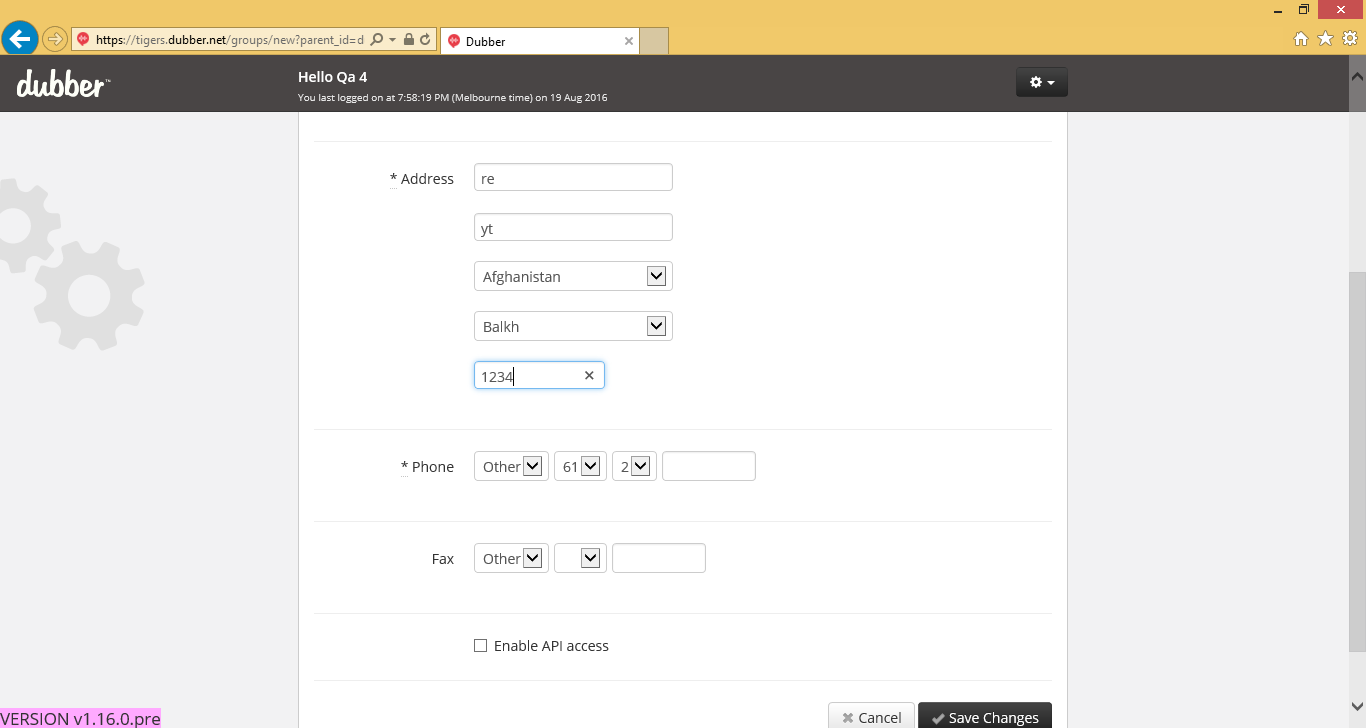 https://tigers.dubber.net/groups/new?parent_id=d
Dubber
dubber™
Hello Qa 4
You last logged on at 7:58:19 PM (Melbourne time) on 19 Aug 2016
* Address
re
yt
Afghanistan
Balkh
1234
* Phone
Other
61
2
Fax
Other
Enable API access
Cancel
Save Changes
VERSION v1.16.0.pre